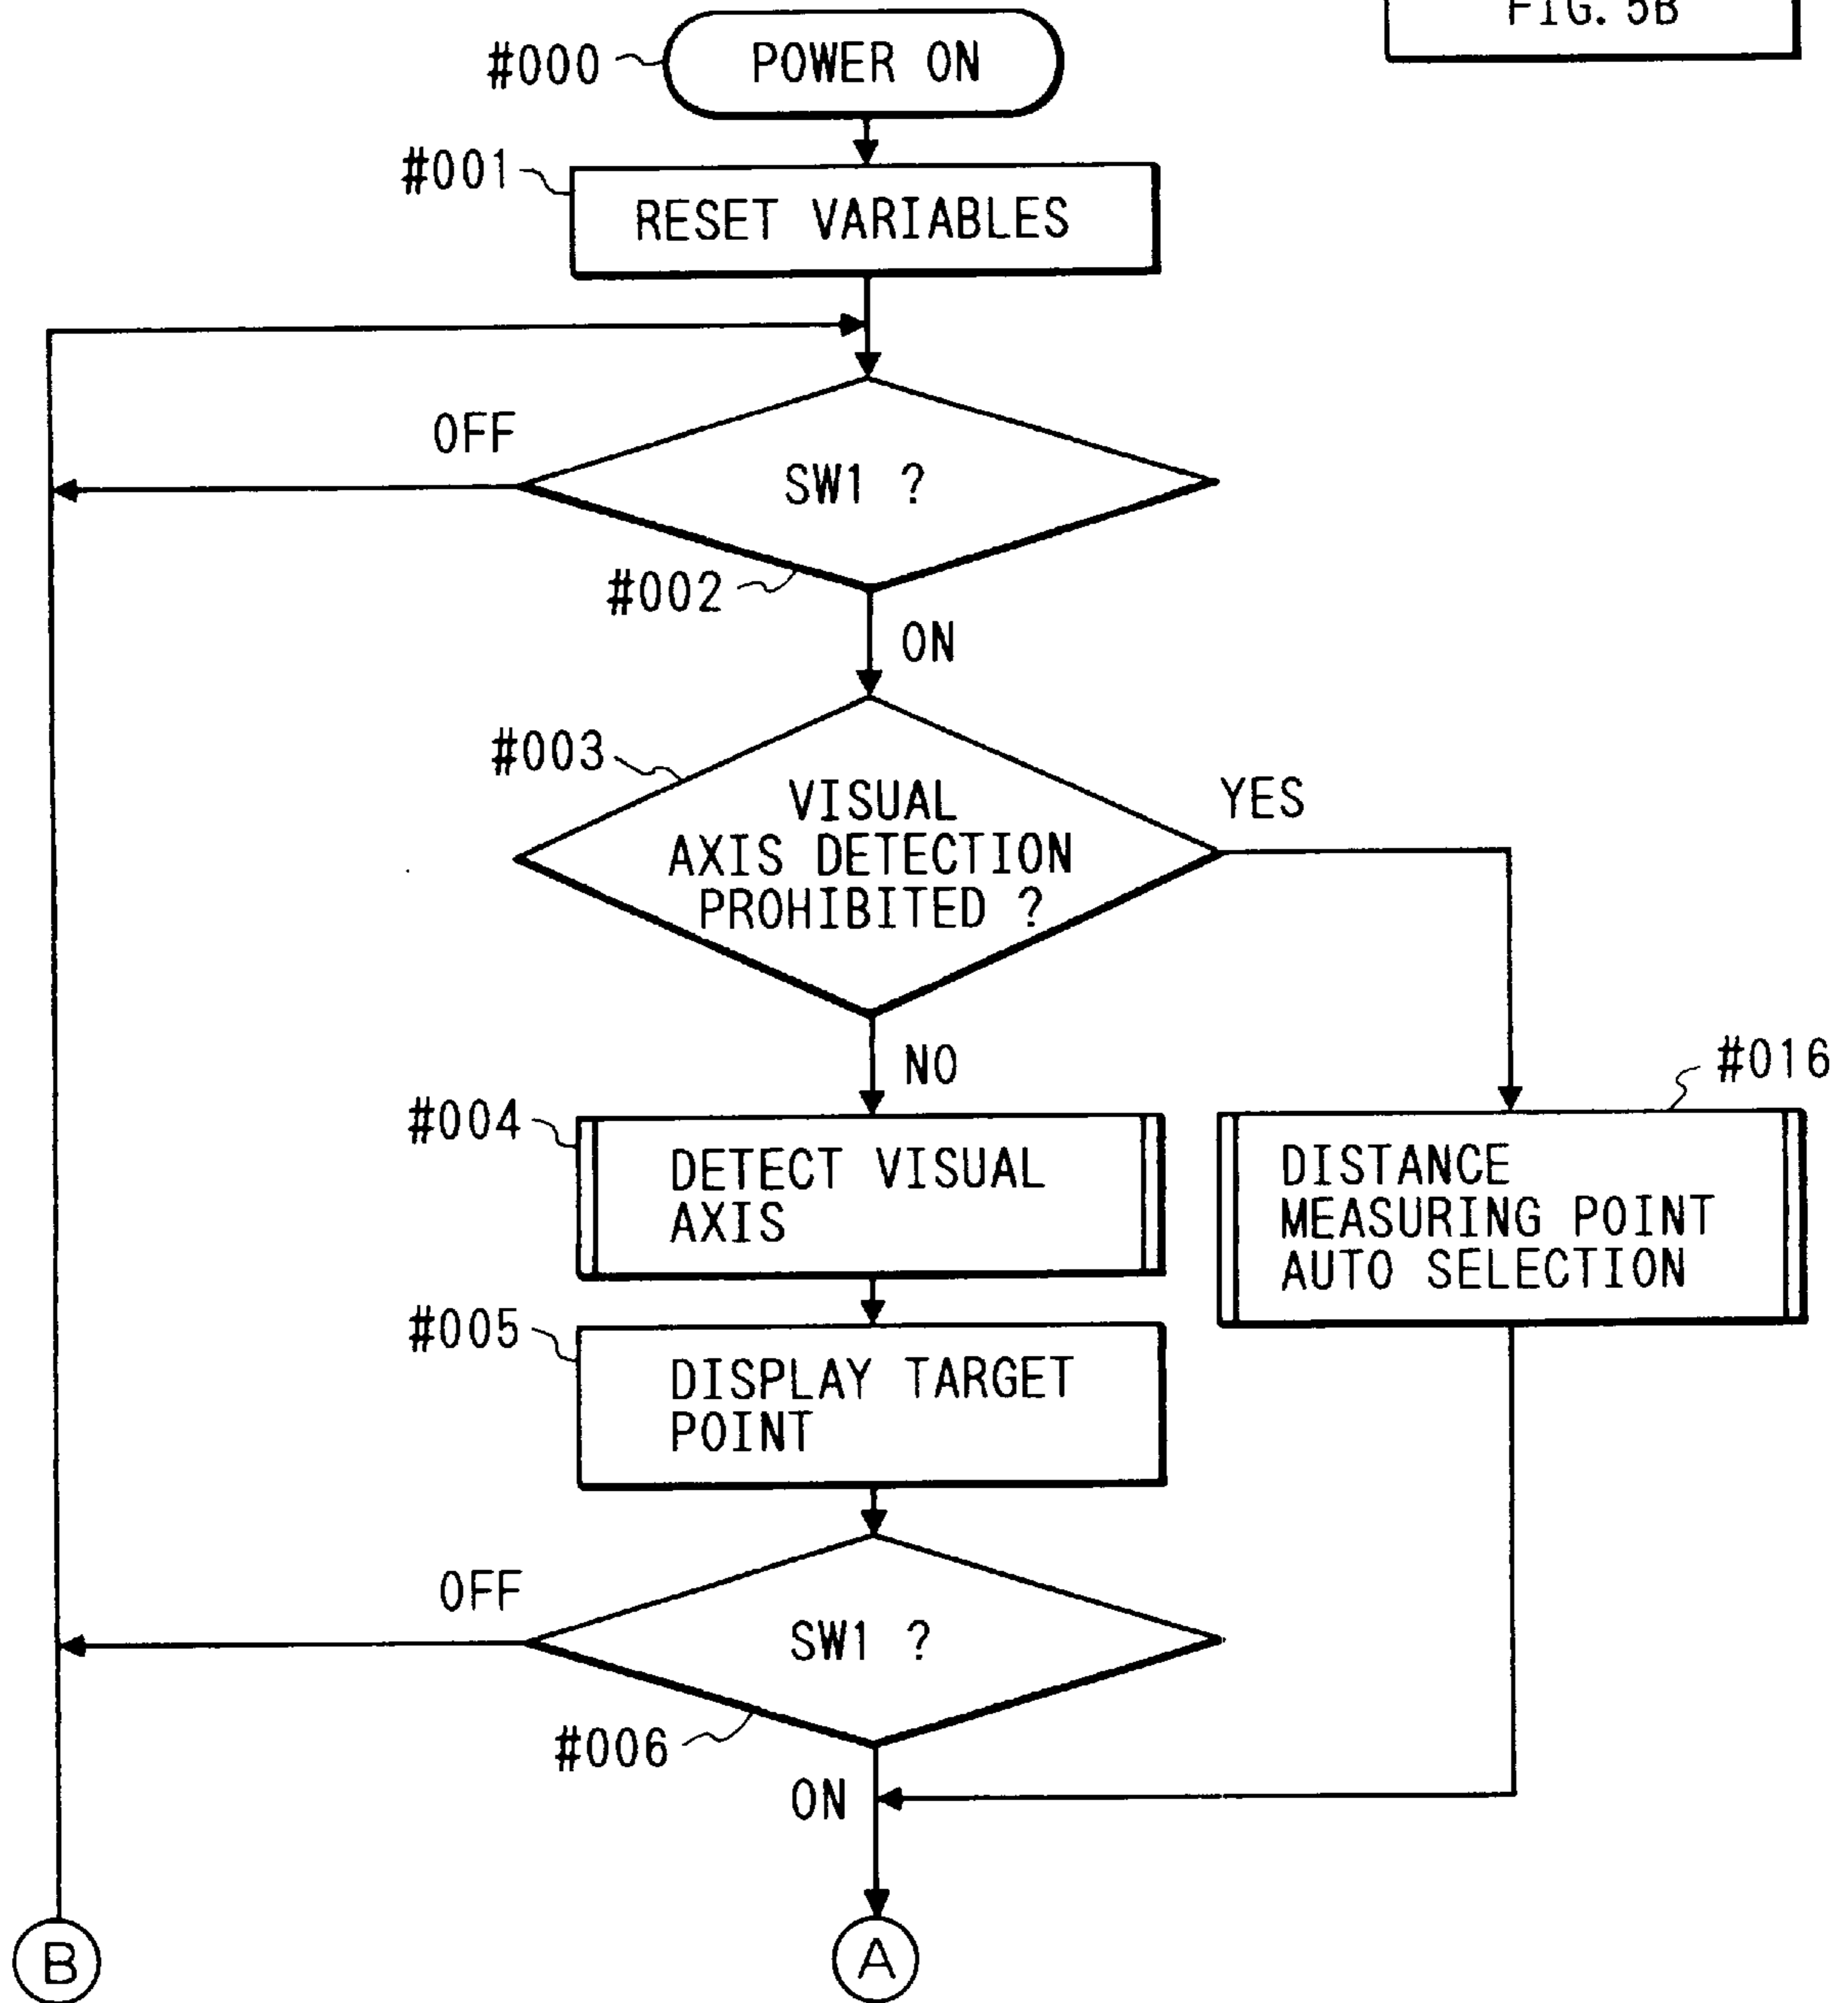 FIG. 5B
#000
POWER ON
#001
RESET VARIABLES
OFF
SW1 ?
#002
ON
#003
VISUAL
AXIS DETECTION
PROHIBITED ?
YES
NO
#016
#004
DETECT VISUAL
AXIS
DISTANCE
MEASURING POINT
AUTO SELECTION
#005
DISPLAY TARGET
POINT
OFF
SW1 ?
#006
ON
B
A